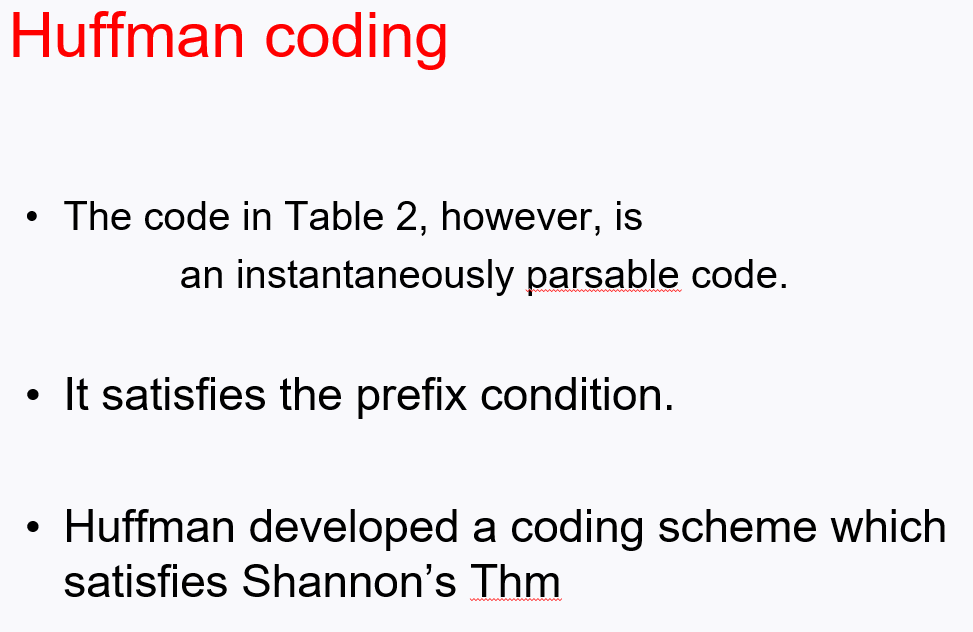 Huffman coding
• The code in Table 2, however, is
an instantaneously parsable code.
• It satisfies the prefix condition.
• Huffman developed a coding scheme which
satisfies Shannon’s Thm